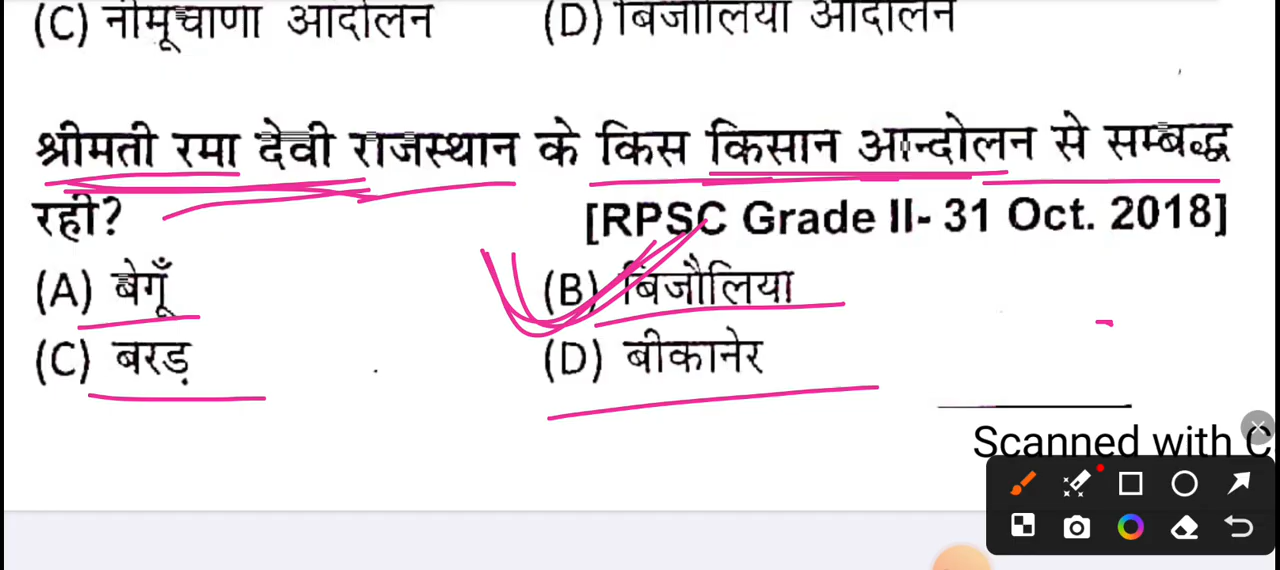 (C) नीमूचाणा आंदोलन (D) बिजौलिया आंदोलन
श्रीमती रमा देवी राजस्थान के किस किसान आन्दोलन से सम्बद्ध
रही? [RPSC Grade II- 31 Oct. 2018]
(A) बेगूँ (B) बिजौलिया
(C) बरड़ (D) बीकानेर
Scanned with C